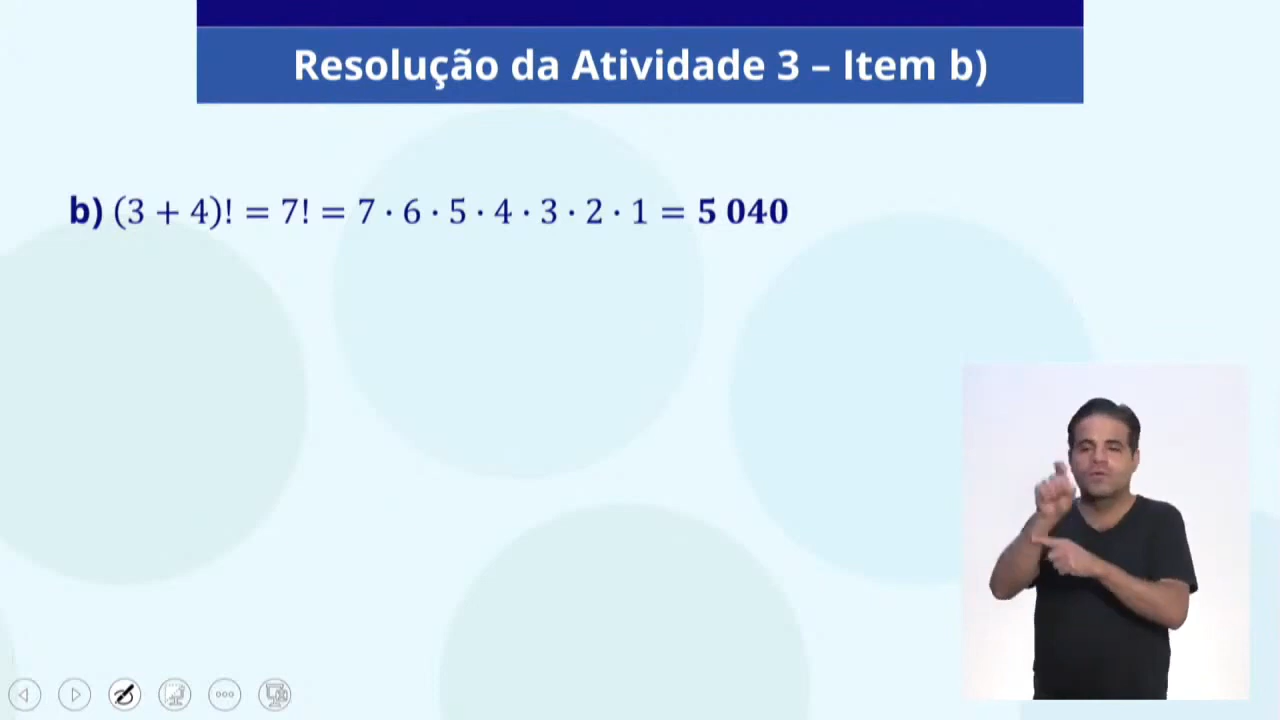 Resolução da Atividade 3 – Item b)
b) (3 + 4)! = 7! = 7 · 6 · 5 · 4 · 3 · 2 · 1 = 5 040